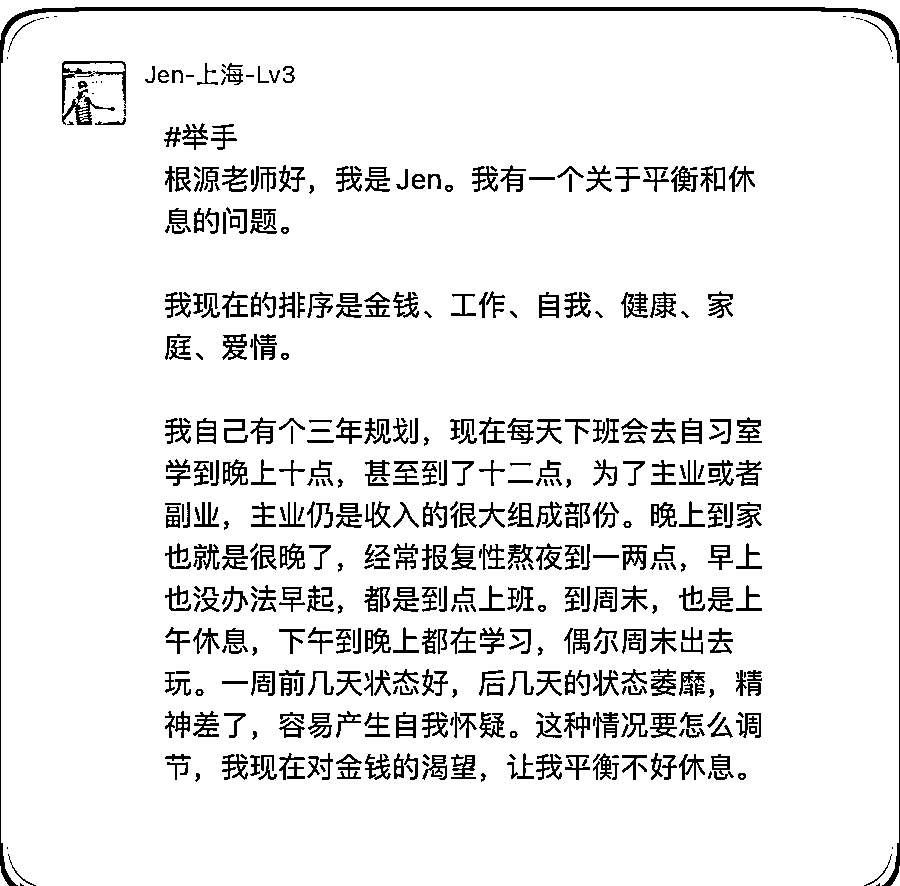 Jen-上海-Lv3
#举手
根源老师好，我是Jen。我有一个关于平衡和休
息的问题。
我现在的排序是金钱、工作、自我、健康、家
庭、爱情。
我自己有个三年规划，现在每天下班会去自习室
学到晚上十点，甚至到了十二点，为了主业或者
副业，主业仍是收入的很大组成部份。晚上到家
也就是很晚了，经常报复性熬夜到一两点，早上
也没办法早起，都是到点上班。到周末，也是上
午休息，下午到晚上都在学习，偶尔周末出去
玩。一周前几天状态好，后几天的状态萎靡，精
神差了，容易产生自我怀疑。这种情况要怎么调
节，我现在对金钱的渴望，让我平衡不好休息。